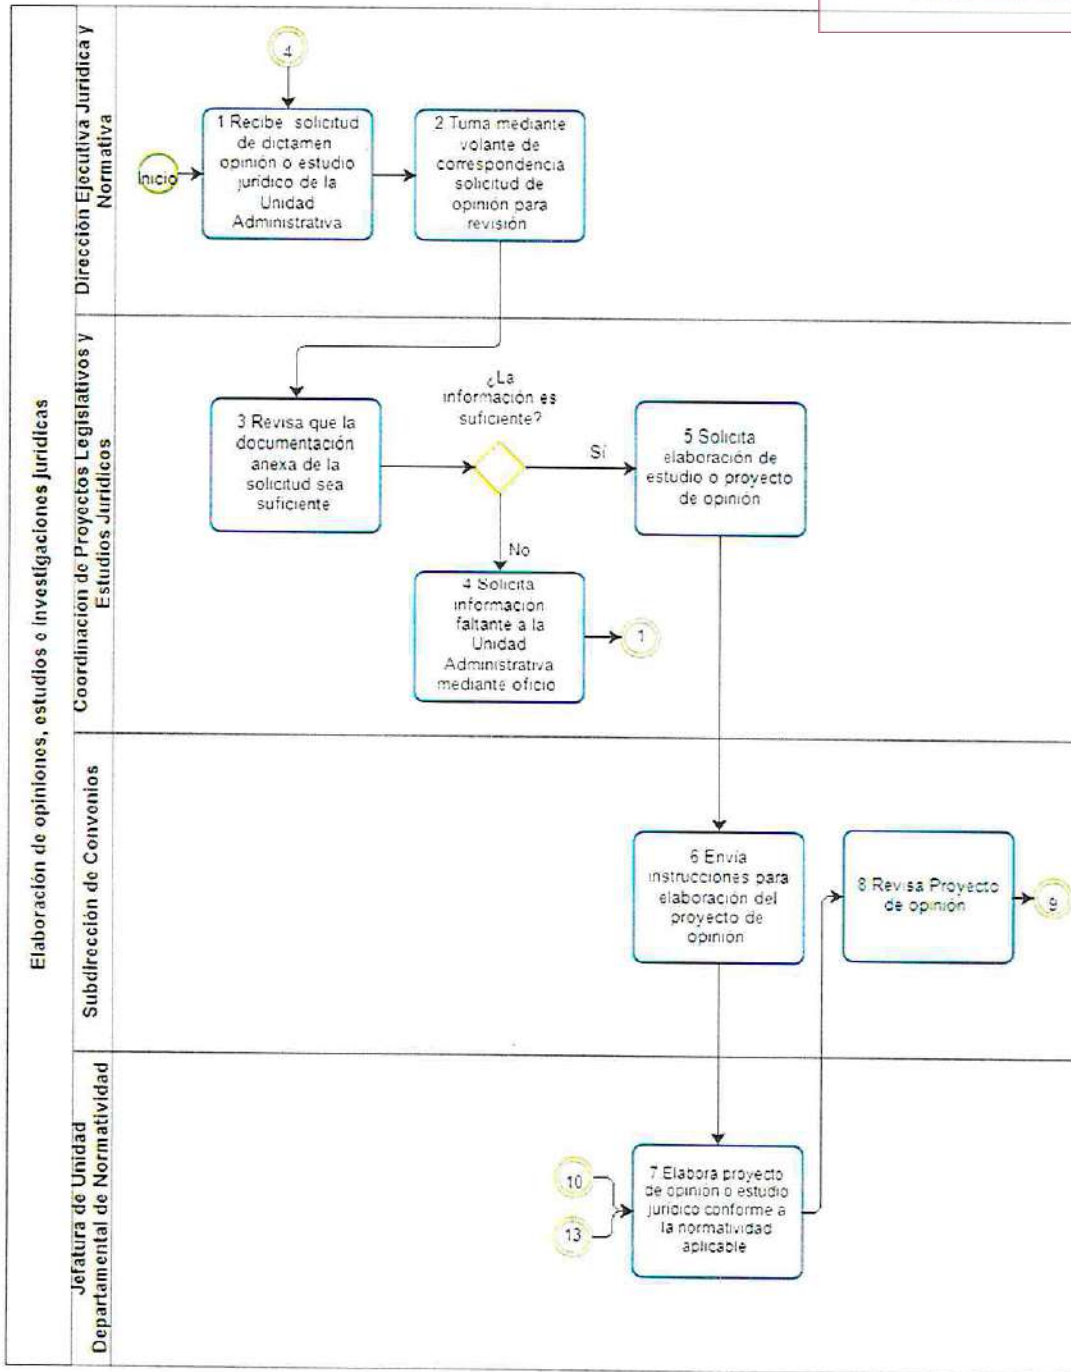 Elaboración de opiniones, estudios e investigaciones jurídicas
Dirección Ejecutiva Jurídica y
Normativa
4
Inicio
1 Recibe solicitud
de dictamen
opinión o estudio
jurídico de la
Unidad
Administrativa
2 Turna mediante
volante de
correspondencia
solicitud de
opinión para
revisión
Coordinación de Proyectos Legislativos y
Estudios Jurídicos
3 Revisa que la
documentación
anexa de la
solicitud sea
suficiente
¿La
información es
suficiente?
Sí
No
5 Solicita
elaboración de
estudio o proyecto
de opinión
4 Solicita
información
faltante a la
Unidad
Administrativa
mediante oficio
1
Subdirección de Convenios
6 Envía
instrucciones para
elaboración del
proyecto de
opinión
8 Revisa Proyecto
de opinión
9
Jefatura de Unidad
Departamental de Normatividad
10
13
7 Elabora proyecto
de opinión o estudio
jurídico conforme a
la normatividad
aplicable